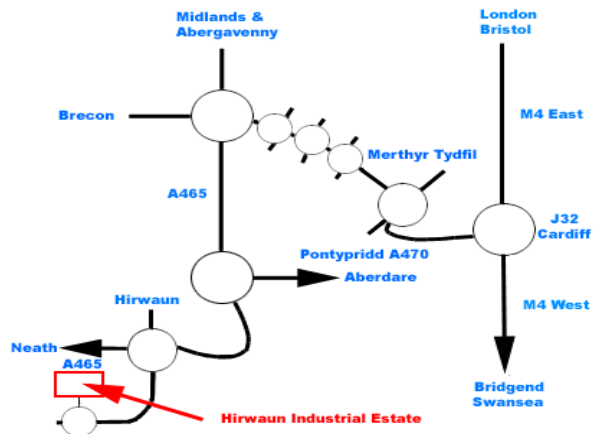 Midlands &
Abergavenny
London
Bristol
Brecon
M4 East
Merthyr Tydfil
A465
J32
Cardiff
Pontypridd A470
Aberdare
Hirwaun
M4 West
Neath
A465
Bridgend
Swansea
Hirwaun Industrial Estate